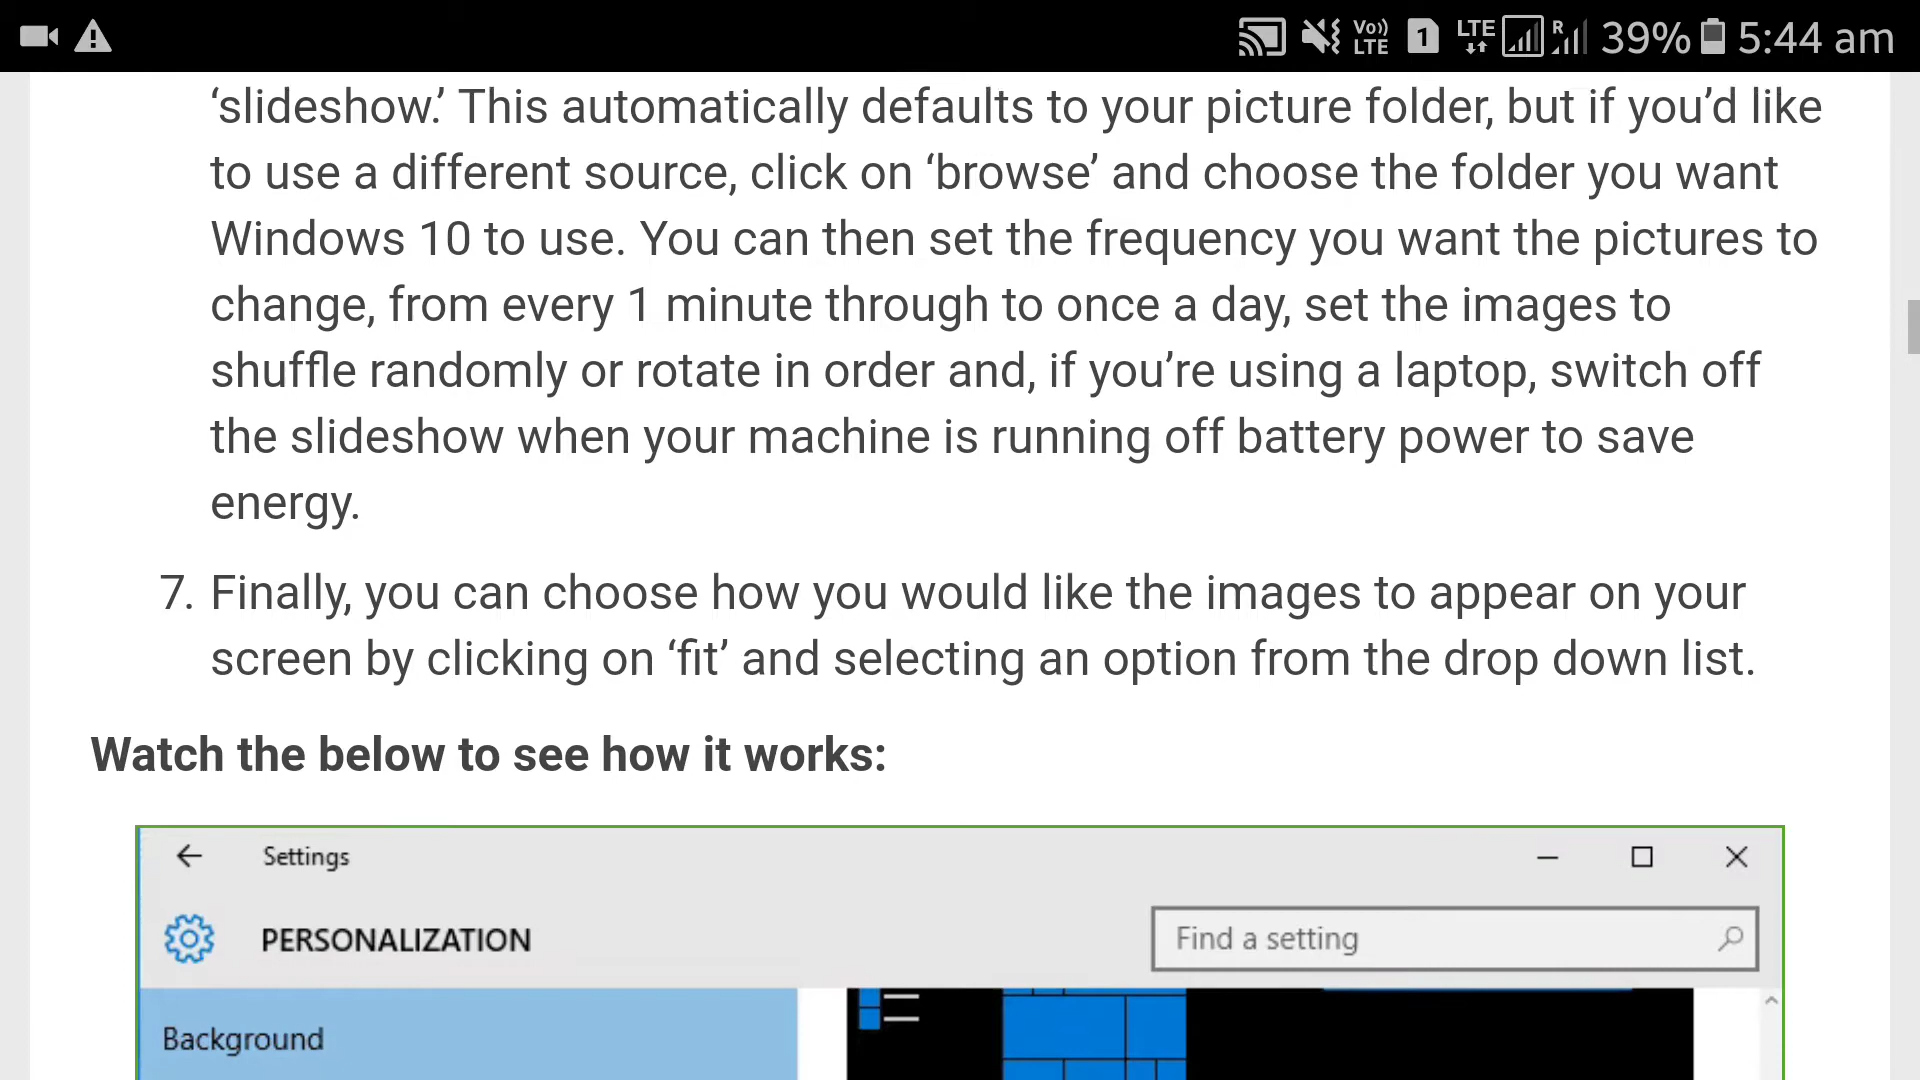 Vo)) LTE 1 LTE R 39% 5:44 am
‘slideshow.’ This automatically defaults to your picture folder, but if you’d like
to use a different source, click on ‘browse’ and choose the folder you want
Windows 10 to use. You can then set the frequency you want the pictures to
change, from every 1 minute through to once a day, set the images to
shuffle randomly or rotate in order and, if you’re using a laptop, switch off
the slideshow when your machine is running off battery power to save
energy.
7. Finally, you can choose how you would like the images to appear on your
screen by clicking on ‘fit’ and selecting an option from the drop down list.
Watch the below to see how it works:
Settings
PERSONALIZATION
Find a setting
Background